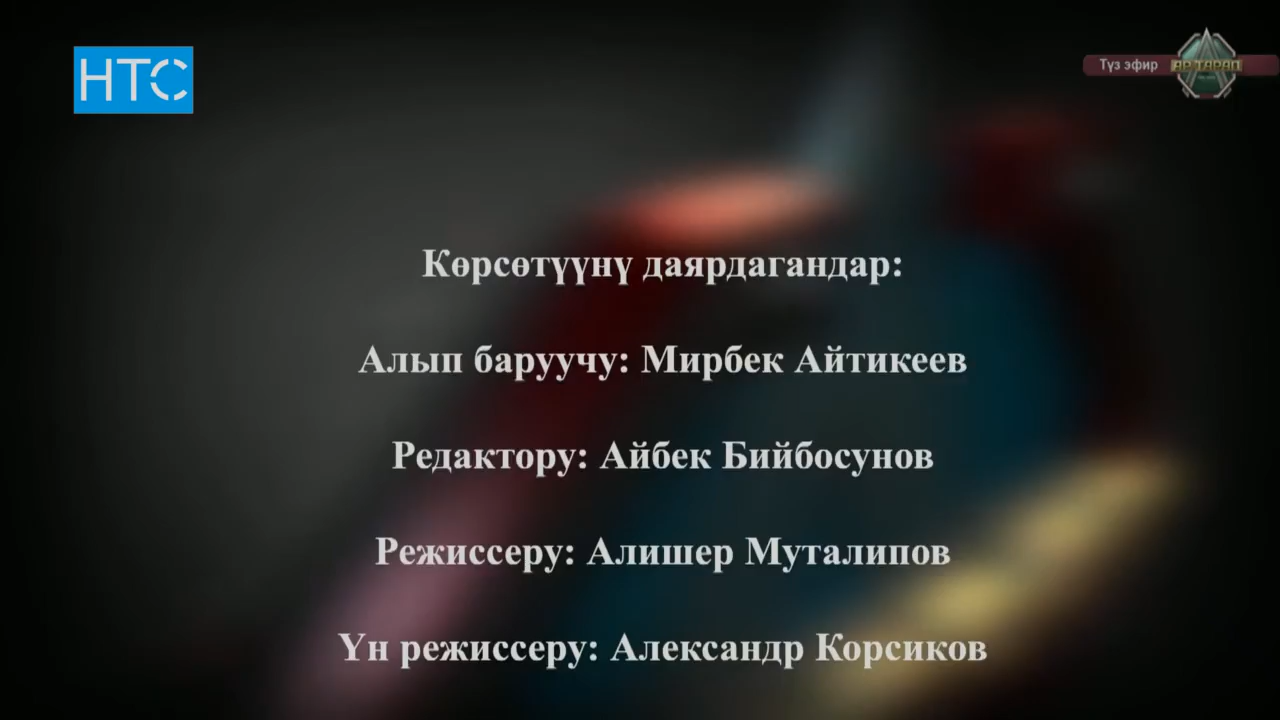 НТС
Түз эфир
АР ТАРАП
Көрсөтүүнү даярдагандар:
Алып баруучу: Мирбек Айтикеев
Редактору: Айбек Бийбосунов
Режиссеру: Алишер Муталипов
Үн режиссеру: Александр Корсиков